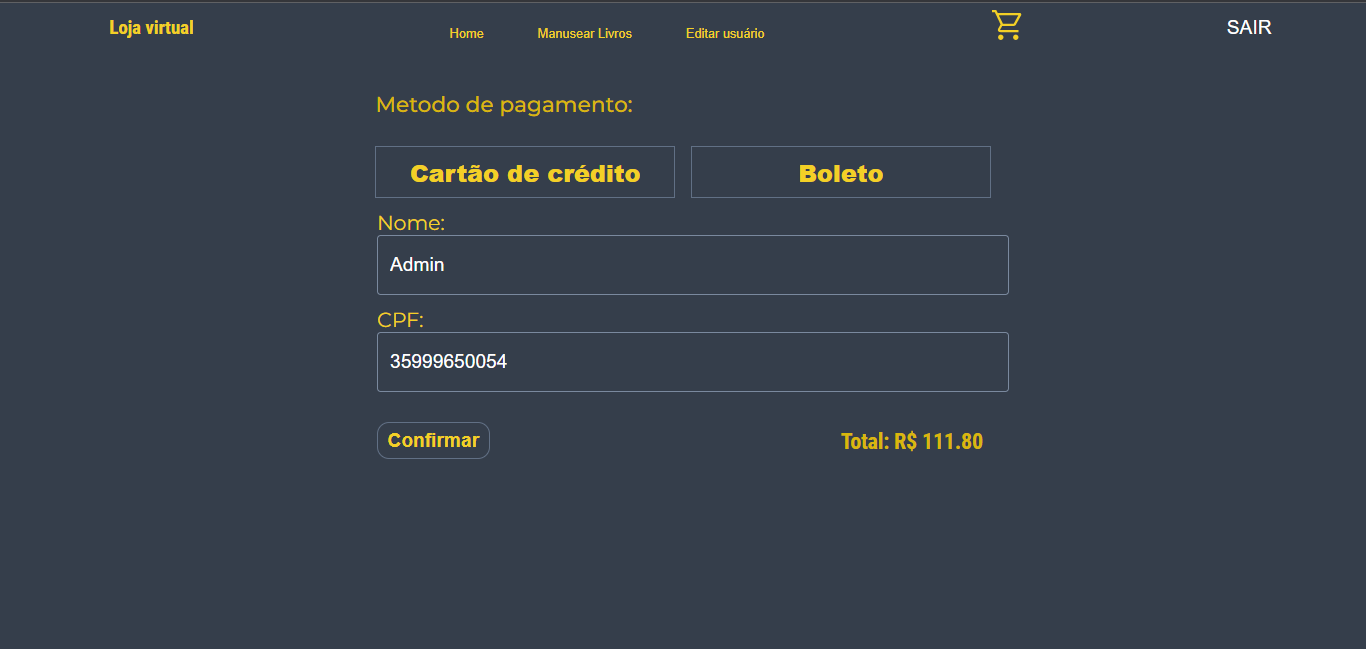 Loja virtual
Home
Manusear Livros
Editar usuário
SAIR
Metodo de pagamento:
Cartão de crédito
Boleto
Nome:
Admin
CPF:
35999650054
Confirmar
Total: R$ 111.80